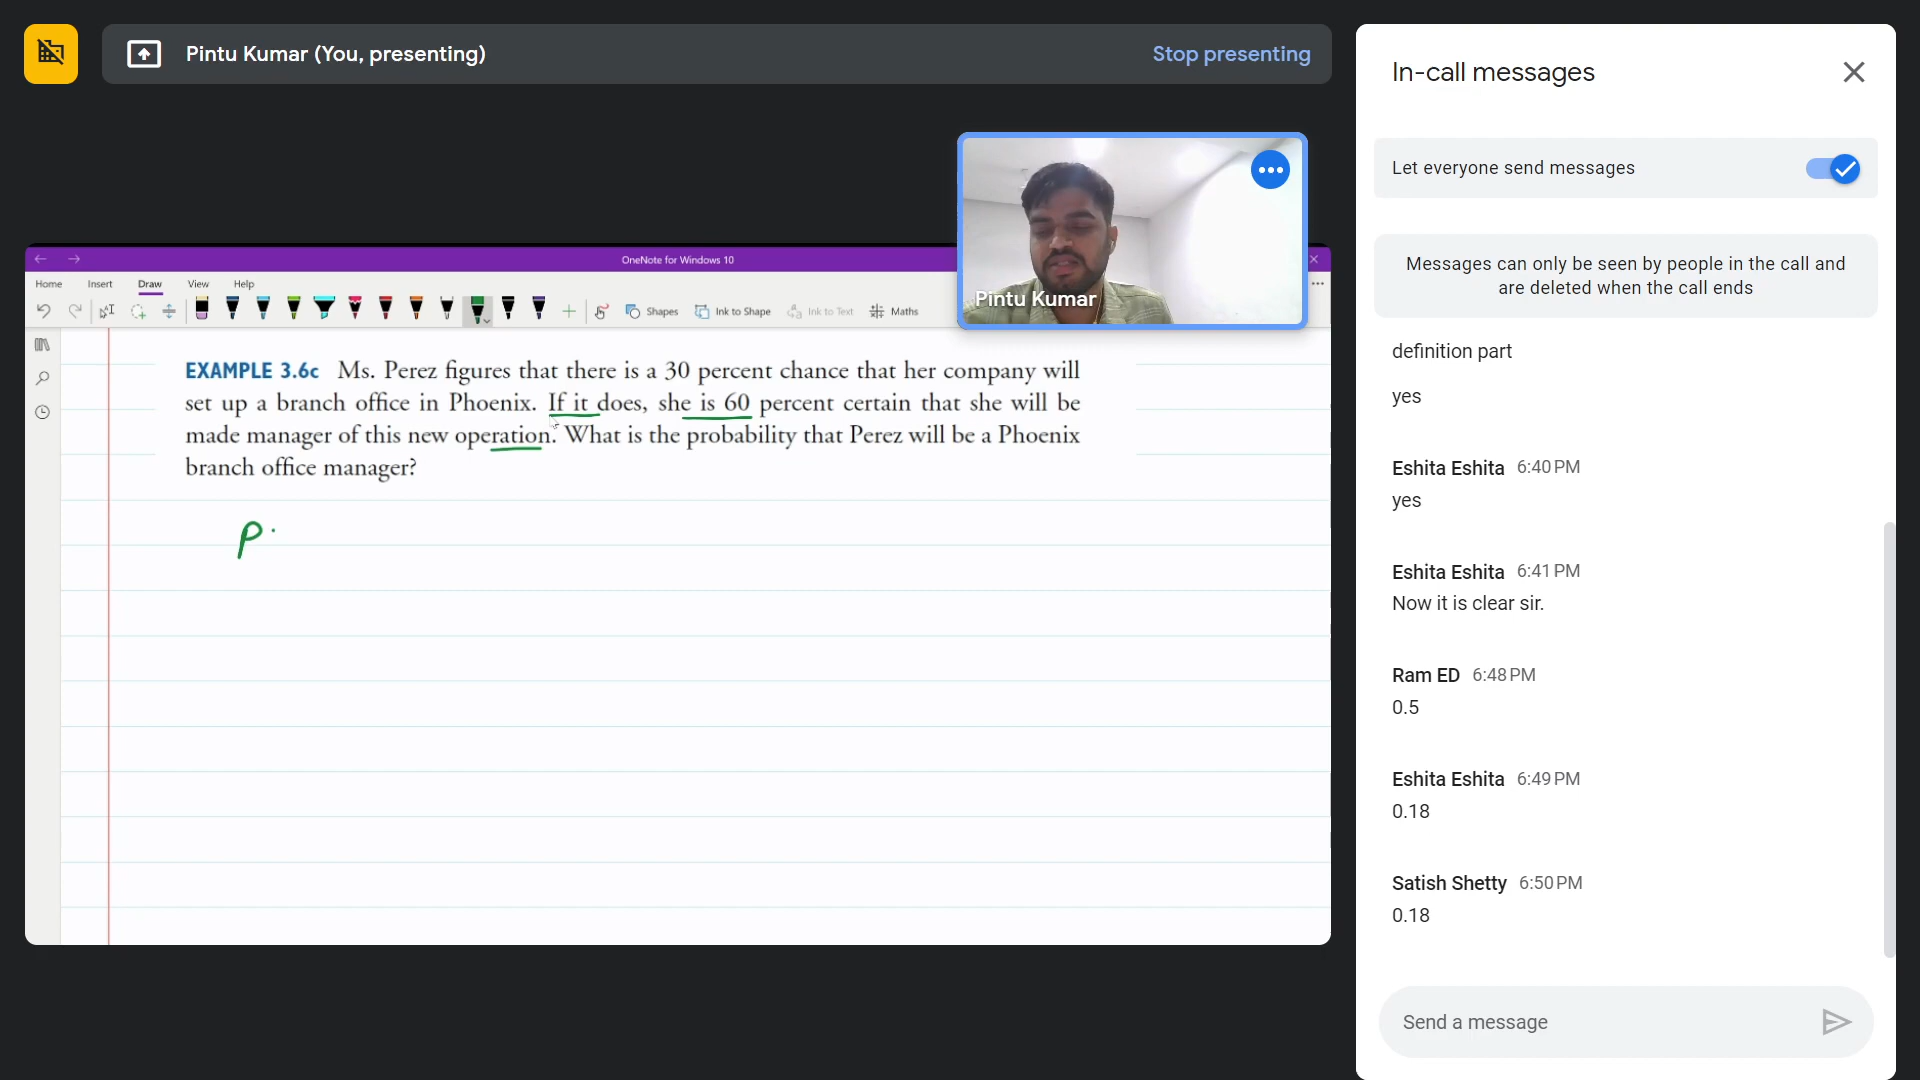 Pintu Kumar (You, presenting)
Stop presenting
Pintu Kumar
OneNote for Windows 10
Home Insert Draw View Help
Shapes Ink to Shape Ink to Text Maths
EXAMPLE 3.6c Ms. Perez figures that there is a 30 percent chance that her company will
set up a branch office in Phoenix. If it does, she is 60 percent certain that she will be
made manager of this new operation. What is the probability that Perez will be a Phoenix
branch office manager?
P
In-call messages
Let everyone send messages
Messages can only be seen by people in the call and
are deleted when the call ends
definition part
yes
Eshita Eshita 6:40 PM
yes
Eshita Eshita 6:41 PM
Now it is clear sir.
Ram ED 6:48 PM
0.5
Eshita Eshita 6:49 PM
0.18
Satish Shetty 6:50 PM
0.18
Send a message